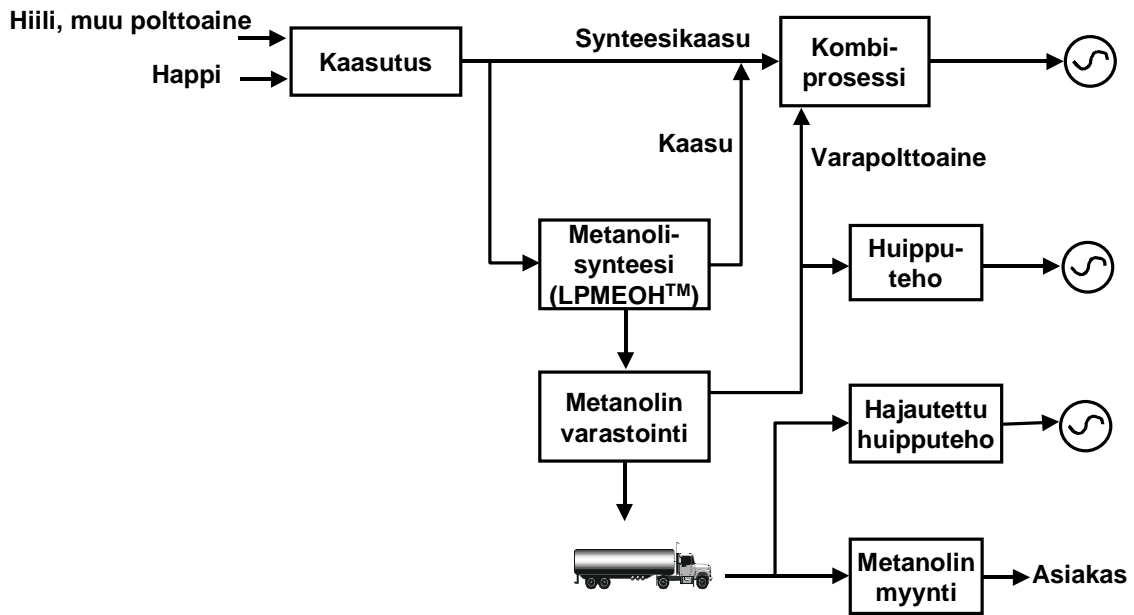 Hiili, muu polttoaine
Happi
Kaasutus
Synteesikaasu
Kombi-
prosessi
Kaasu
Varapolttoaine
Metanoli-
synteesi
(LPMEOH™)
Huippu-
teho
Metanolin
varastointi
Hajautettu
huipputeho
Metanolin
myynti
Asiakas